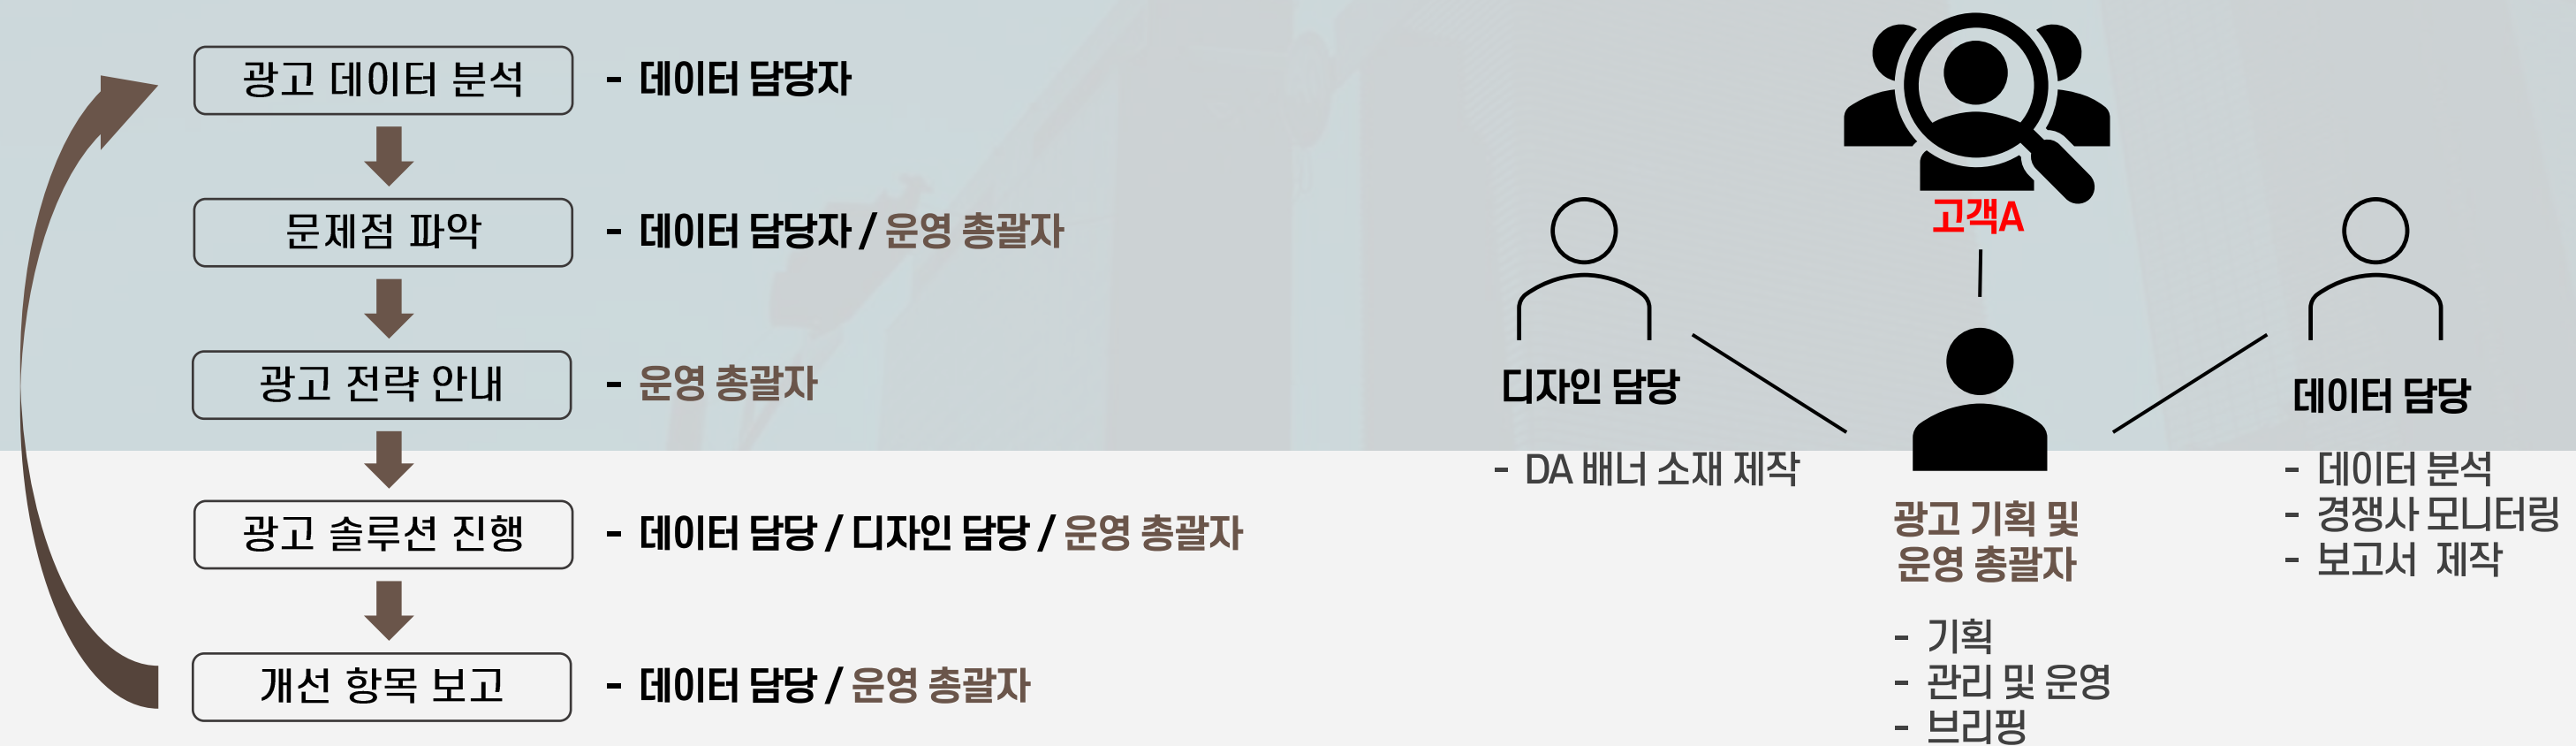 광고 데이터 분석
- 데이터 담당자
문제점 파악
- 데이터 담당자 / 운영 총괄자
광고 전략 안내
- 운영 총괄자
광고 솔루션 진행
- 데이터 담당 / 디자인 담당 / 운영 총괄자
개선 항목 보고
- 데이터 담당 / 운영 총괄자
고객A
디자인 담당
- DA 배너 소재 제작
광고 기획 및
운영 총괄자
- 기획
- 관리 및 운영
- 브리핑
데이터 담당
- 데이터 분석
- 경쟁사 모니터링
- 보고서 제작